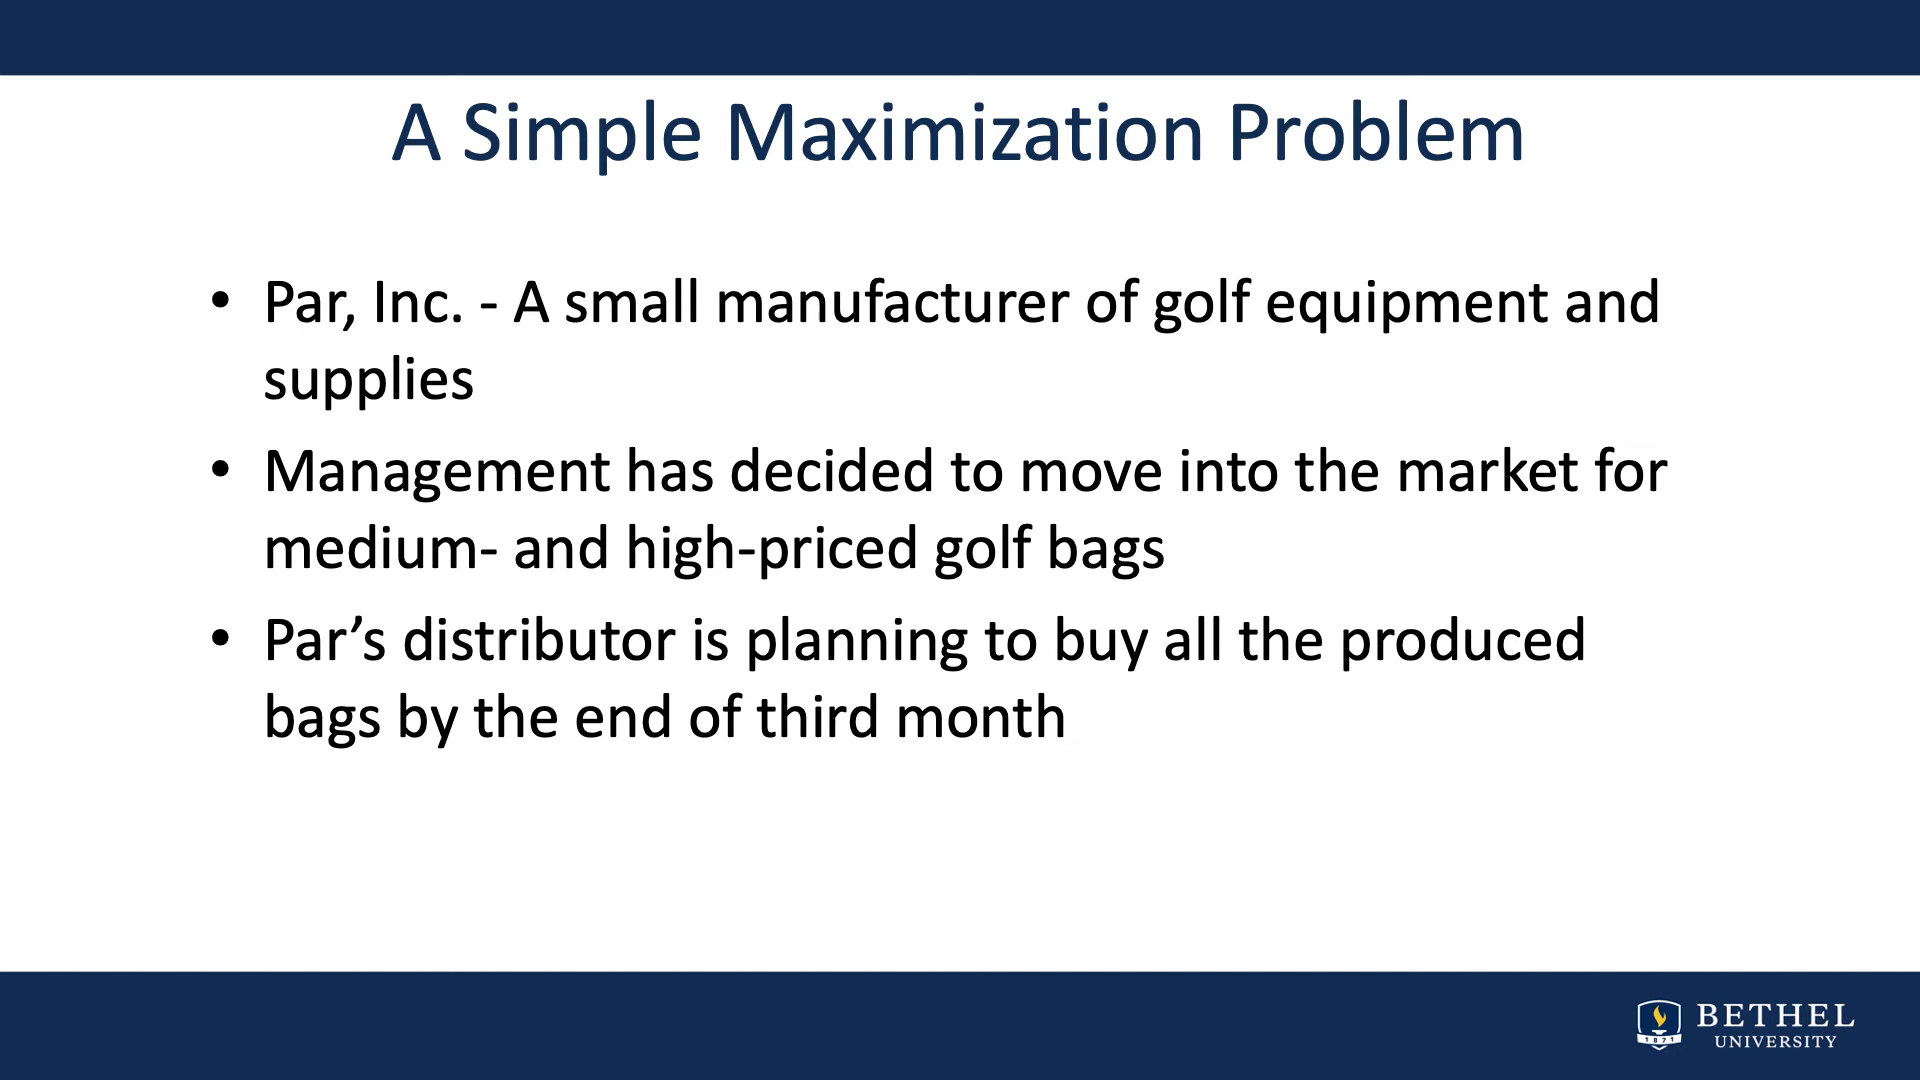 A Simple Maximization Problem
• Par, Inc. - A small manufacturer of golf equipment and
supplies
• Management has decided to move into the market for
medium- and high-priced golf bags
• Par’s distributor is planning to buy all the produced
bags by the end of third month
BETHEL
UNIVERSITY
1871